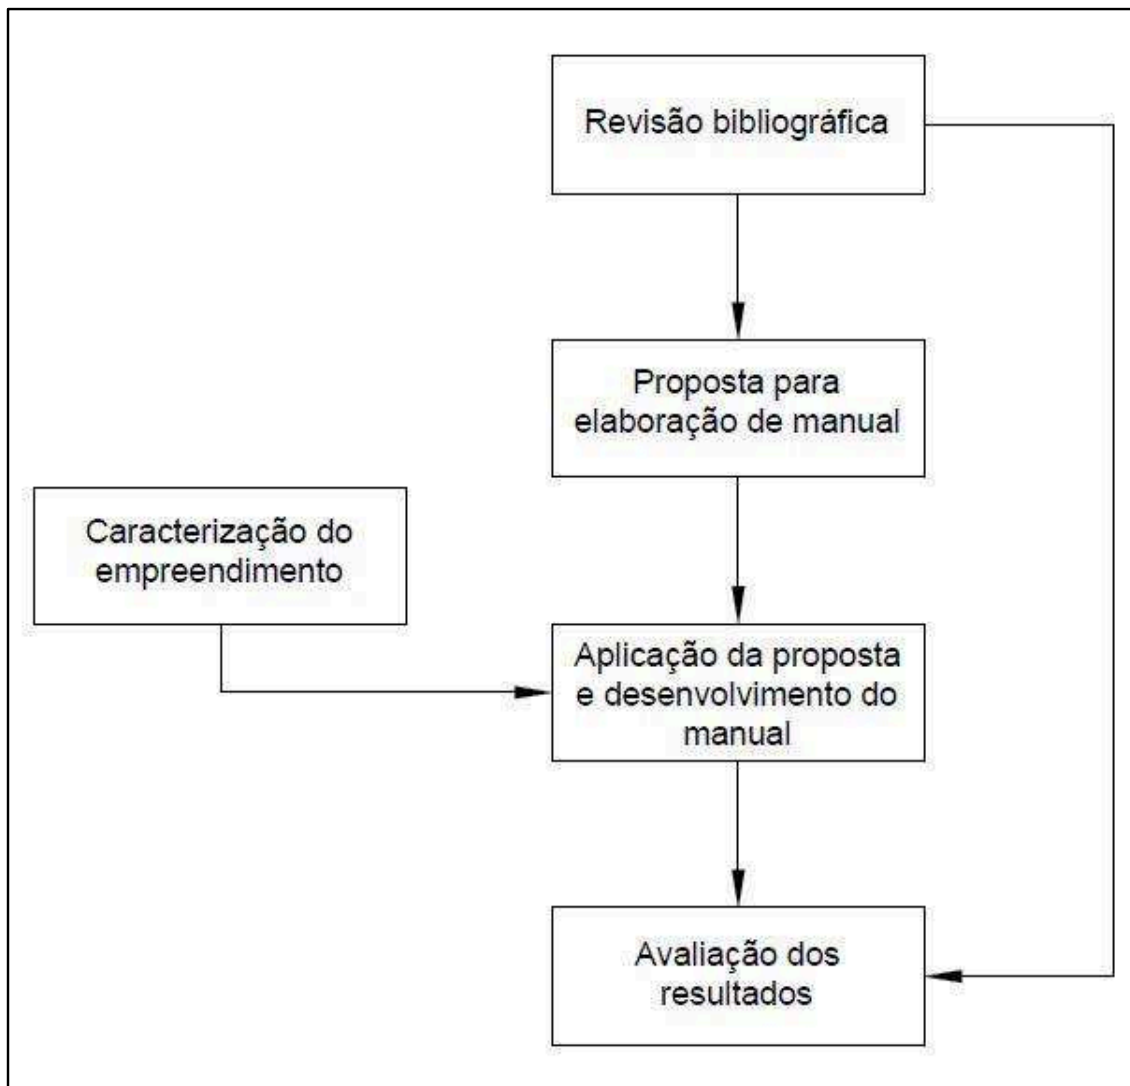 Revisão bibliográfica
Proposta para
elaboração de manual
Caracterização do
empreendimento
Aplicação da proposta
e desenvolvimento do
manual
Avaliação dos
resultados